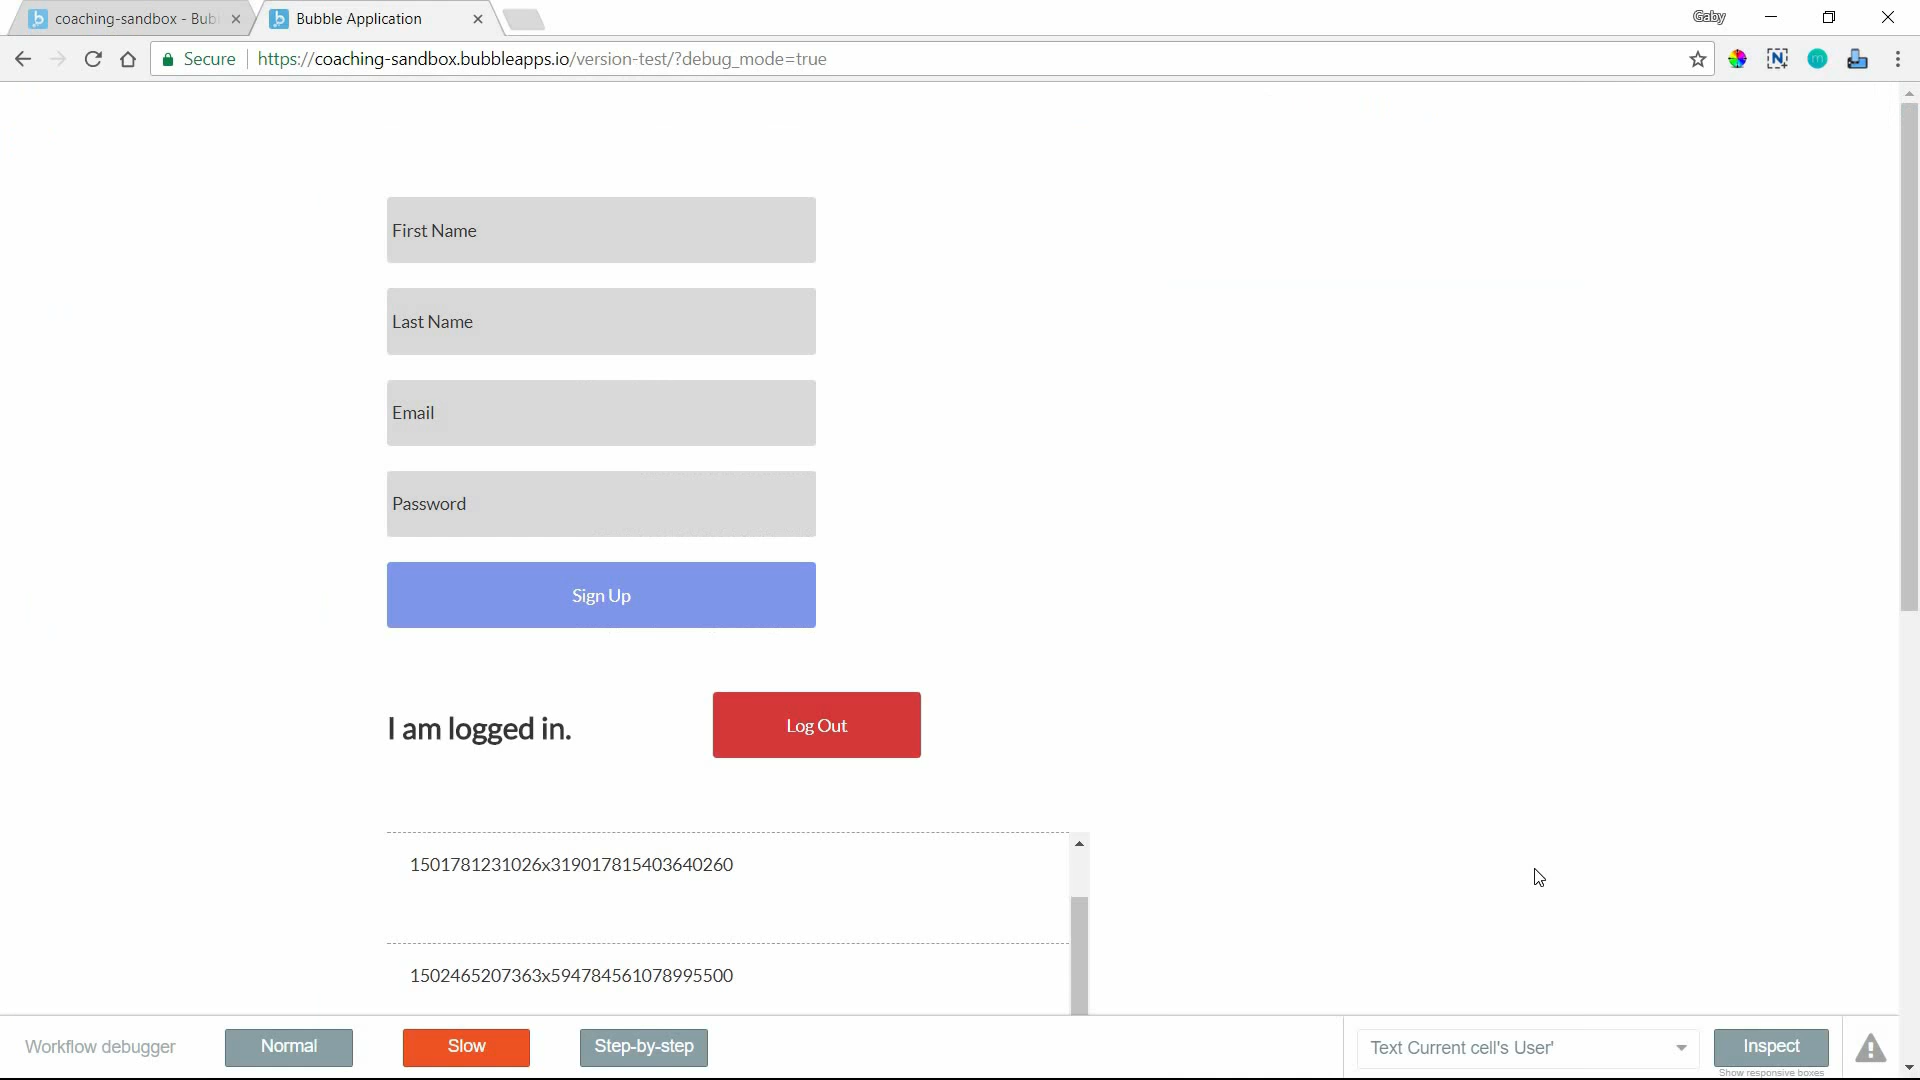 coaching-sandbox - Bub
Bubble Application
Gaby
Secure
https://coaching-sandbox.bubbleapps.io/version-test/?debug_mode=true
First Name
Last Name
Email
Password
Sign Up
I am logged in.
Log Out
1501781231026x319017815403640260
1502465207363x594784561078995500
Workflow debugger
Normal
Slow
Step-by-step
Text Current cell's User'
Inspect
Show responsive boxes